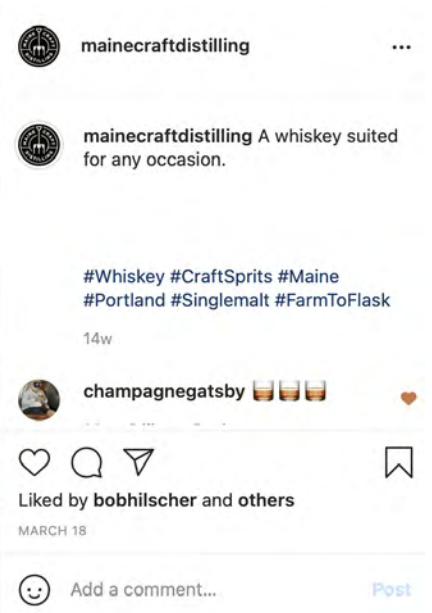 mainecraftdistilling
mainecraftdistilling A whiskey suited
for any occasion.
#Whiskey #CraftSprits #Maine
#Portland #Singlemalt #FarmToFlask
14w
champagnegatsby 🥃🥃🥃
Liked by bobhilscher and others
MARCH 18
Add a comment...
Post